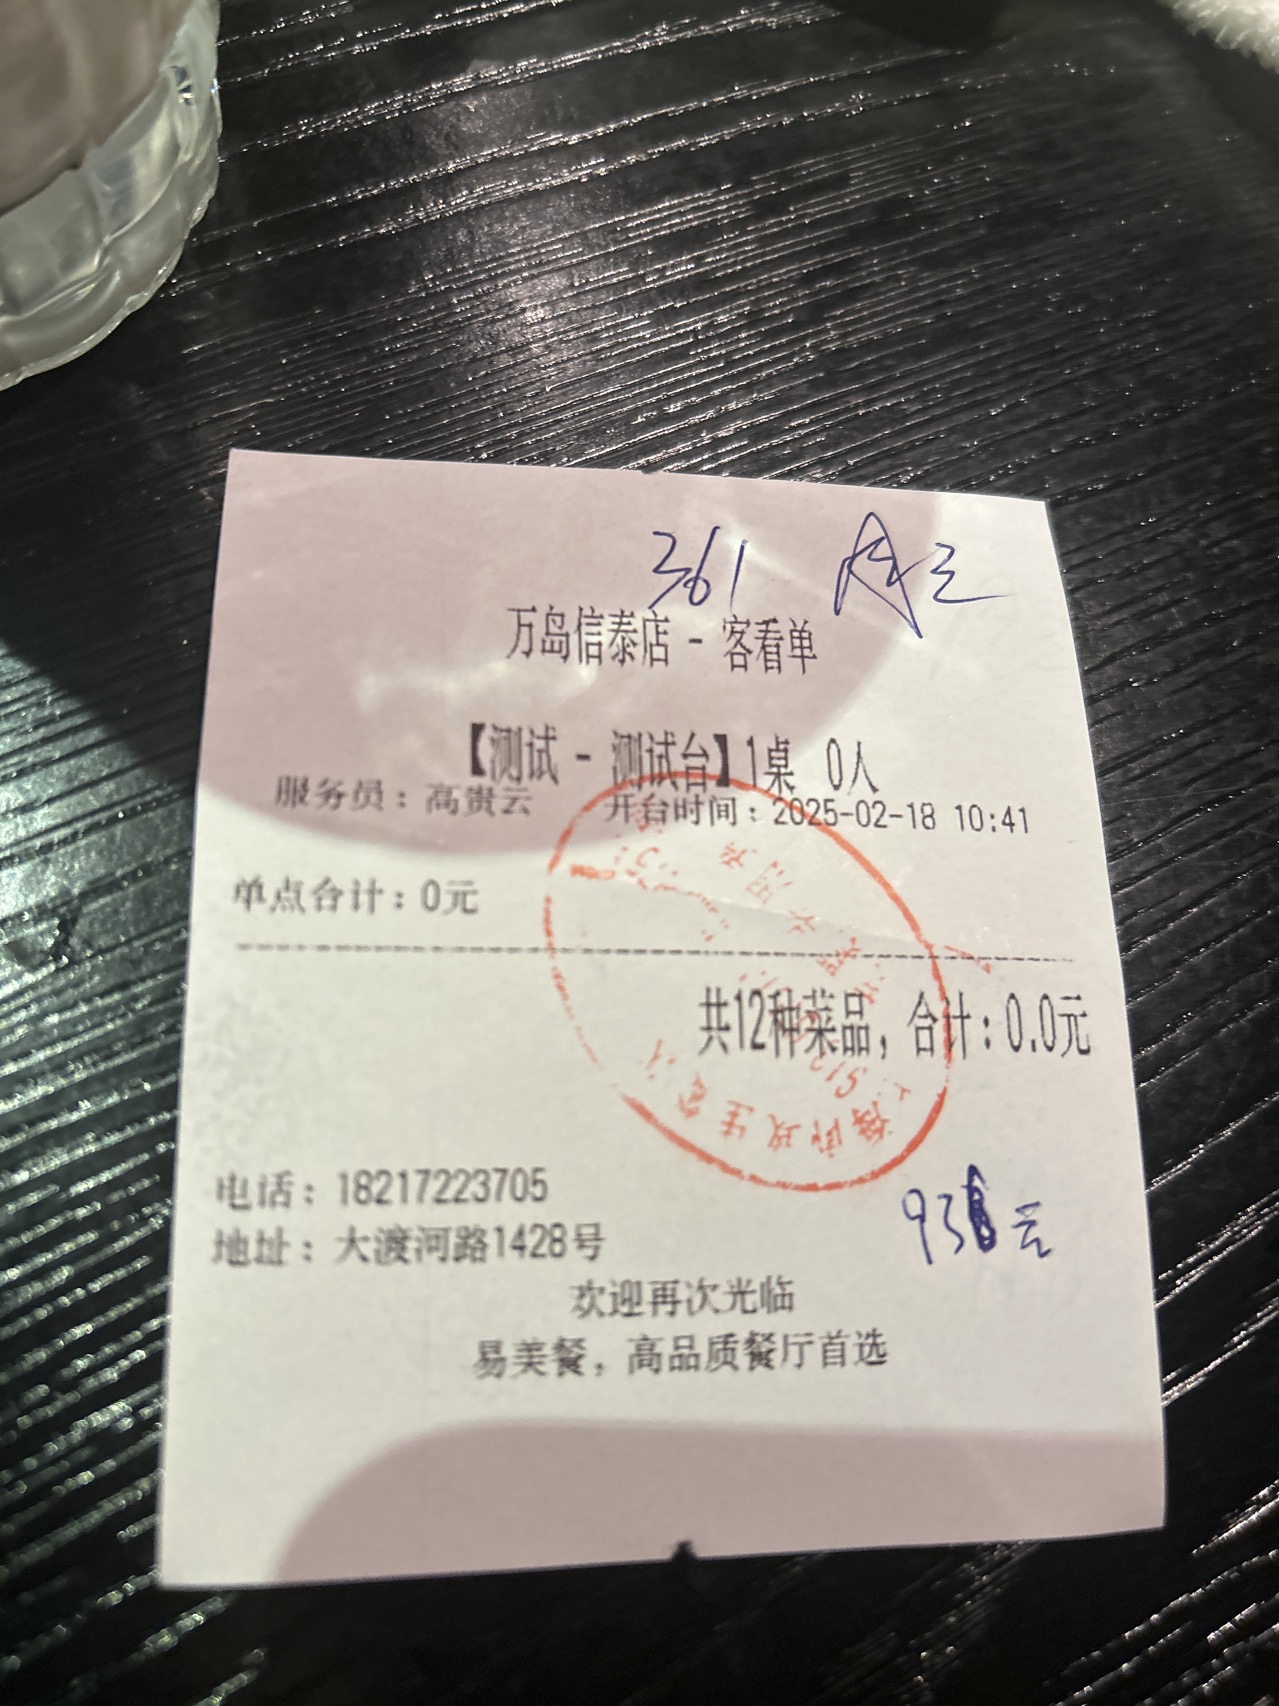 361
万岛信泰店 - 客看单
【测试 - 测试台】1桌 0人
服务员：高贵云 开台时间：2025-02-18 10:41
单点合计：0元
共12种菜品，合计：0.0元
电话：18217223705
地址：大渡河路1428号
欢迎再次光临
易美餐，高品质餐厅首选